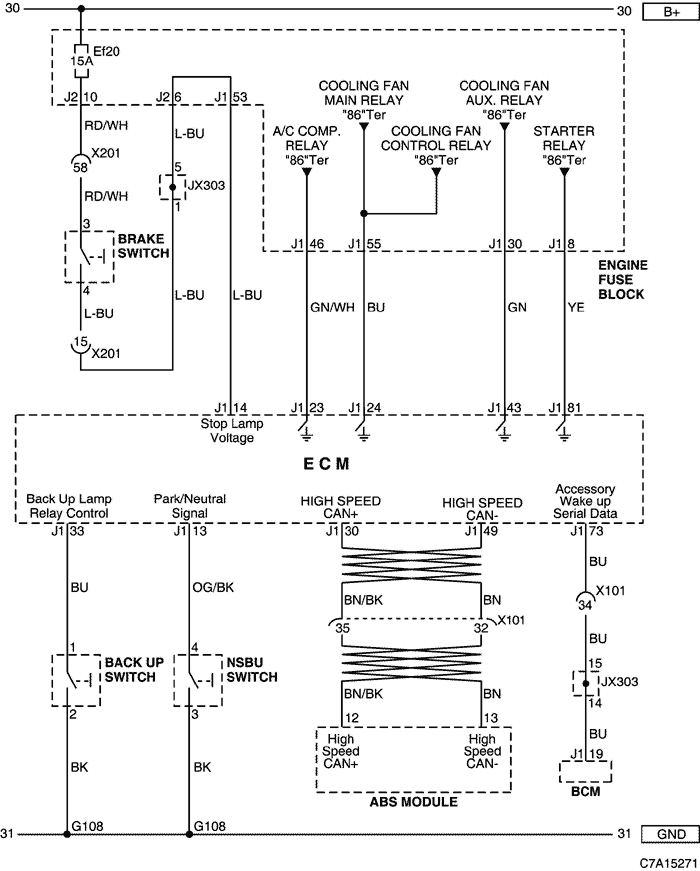 30 30 B+
Ef20
15A
J2 10 J2 6 J1 53
COOLING FAN
MAIN RELAY
"86"Ter
COOLING FAN
AUX. RELAY
"86"Ter
A/C COMP.
RELAY
"86"Ter
COOLING FAN
CONTROL RELAY
"86"Ter
STARTER
RELAY
"86"Ter
RD/WH L-BU
X201
58
5
JX303
1
RD/WH
3
BRAKE
SWITCH
4
J1 46 J1 55 J1 30 J1 8
ENGINE
FUSE
BLOCK
L-BU L-BU L-BU GN/WH BU GN YE
15
X201
J1 14 J1 23 J1 24 J1 43 J1 81
Stop Lamp
Voltage
ECM
Back Up Lamp
Relay Control
Park/Neutral
Signal
HIGH SPEED
CAN+
HIGH SPEED
CAN-
Accessory
Wake up
Serial Data
J1 33 J1 13 J1 30 J1 49 J1 73
BU OG/BK BN/BK BN BU
X101
34
35 32 X101
BU
1
BACK UP
SWITCH
2
4
NSBU
SWITCH
3
15
JX303
14
BN/BK BN
12 13
High
Speed
CAN+
High
Speed
CAN-
ABS MODULE
BU
J1 19
BCM
BK BK
31 G108 G108 31 GND
C7A15271